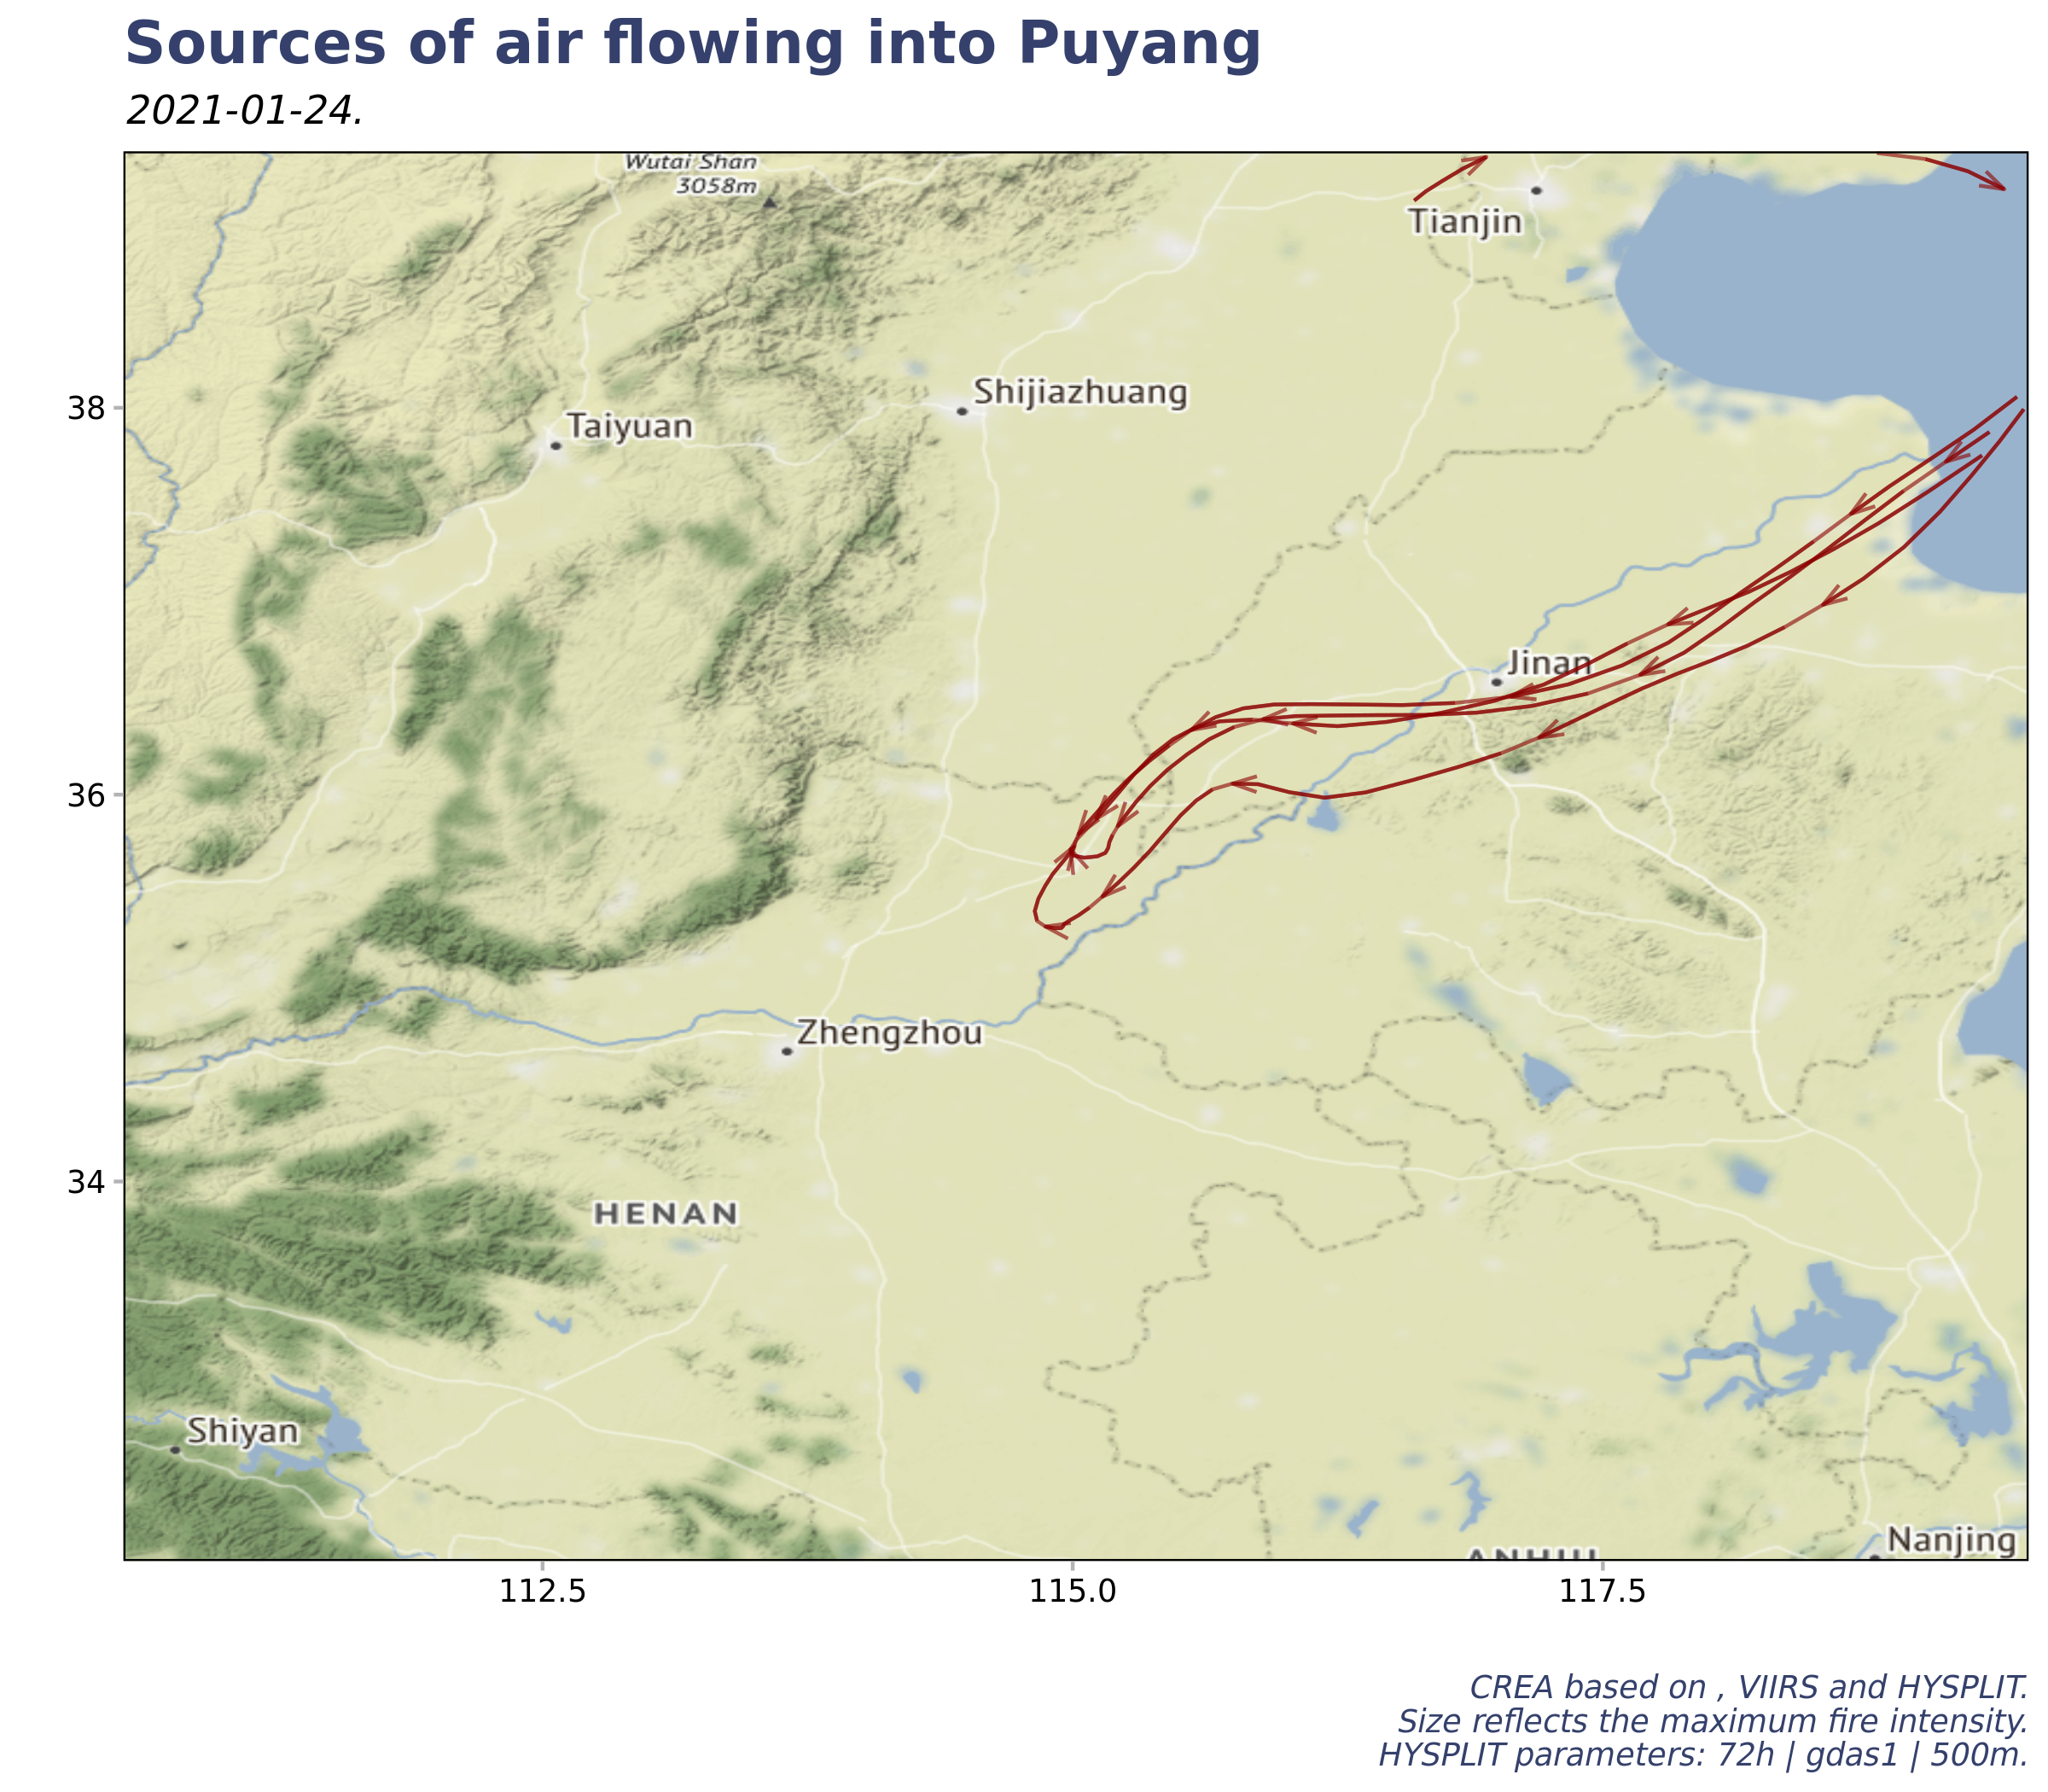 Sources of air flowing into Puyang
2021-01-24.
Wutai Shan
3058m
Tianjin
38
Shijiazhuang
Taiyuan
Jinan
36
Zhengzhou
34
HENAN
Shiyan
Nanjing
ANHUI
112.5 115.0 117.5
CREA based on , VIIRS and HYSPLIT.
Size reflects the maximum fire intensity.
HYSPLIT parameters: 72h | gdas1 | 500m.